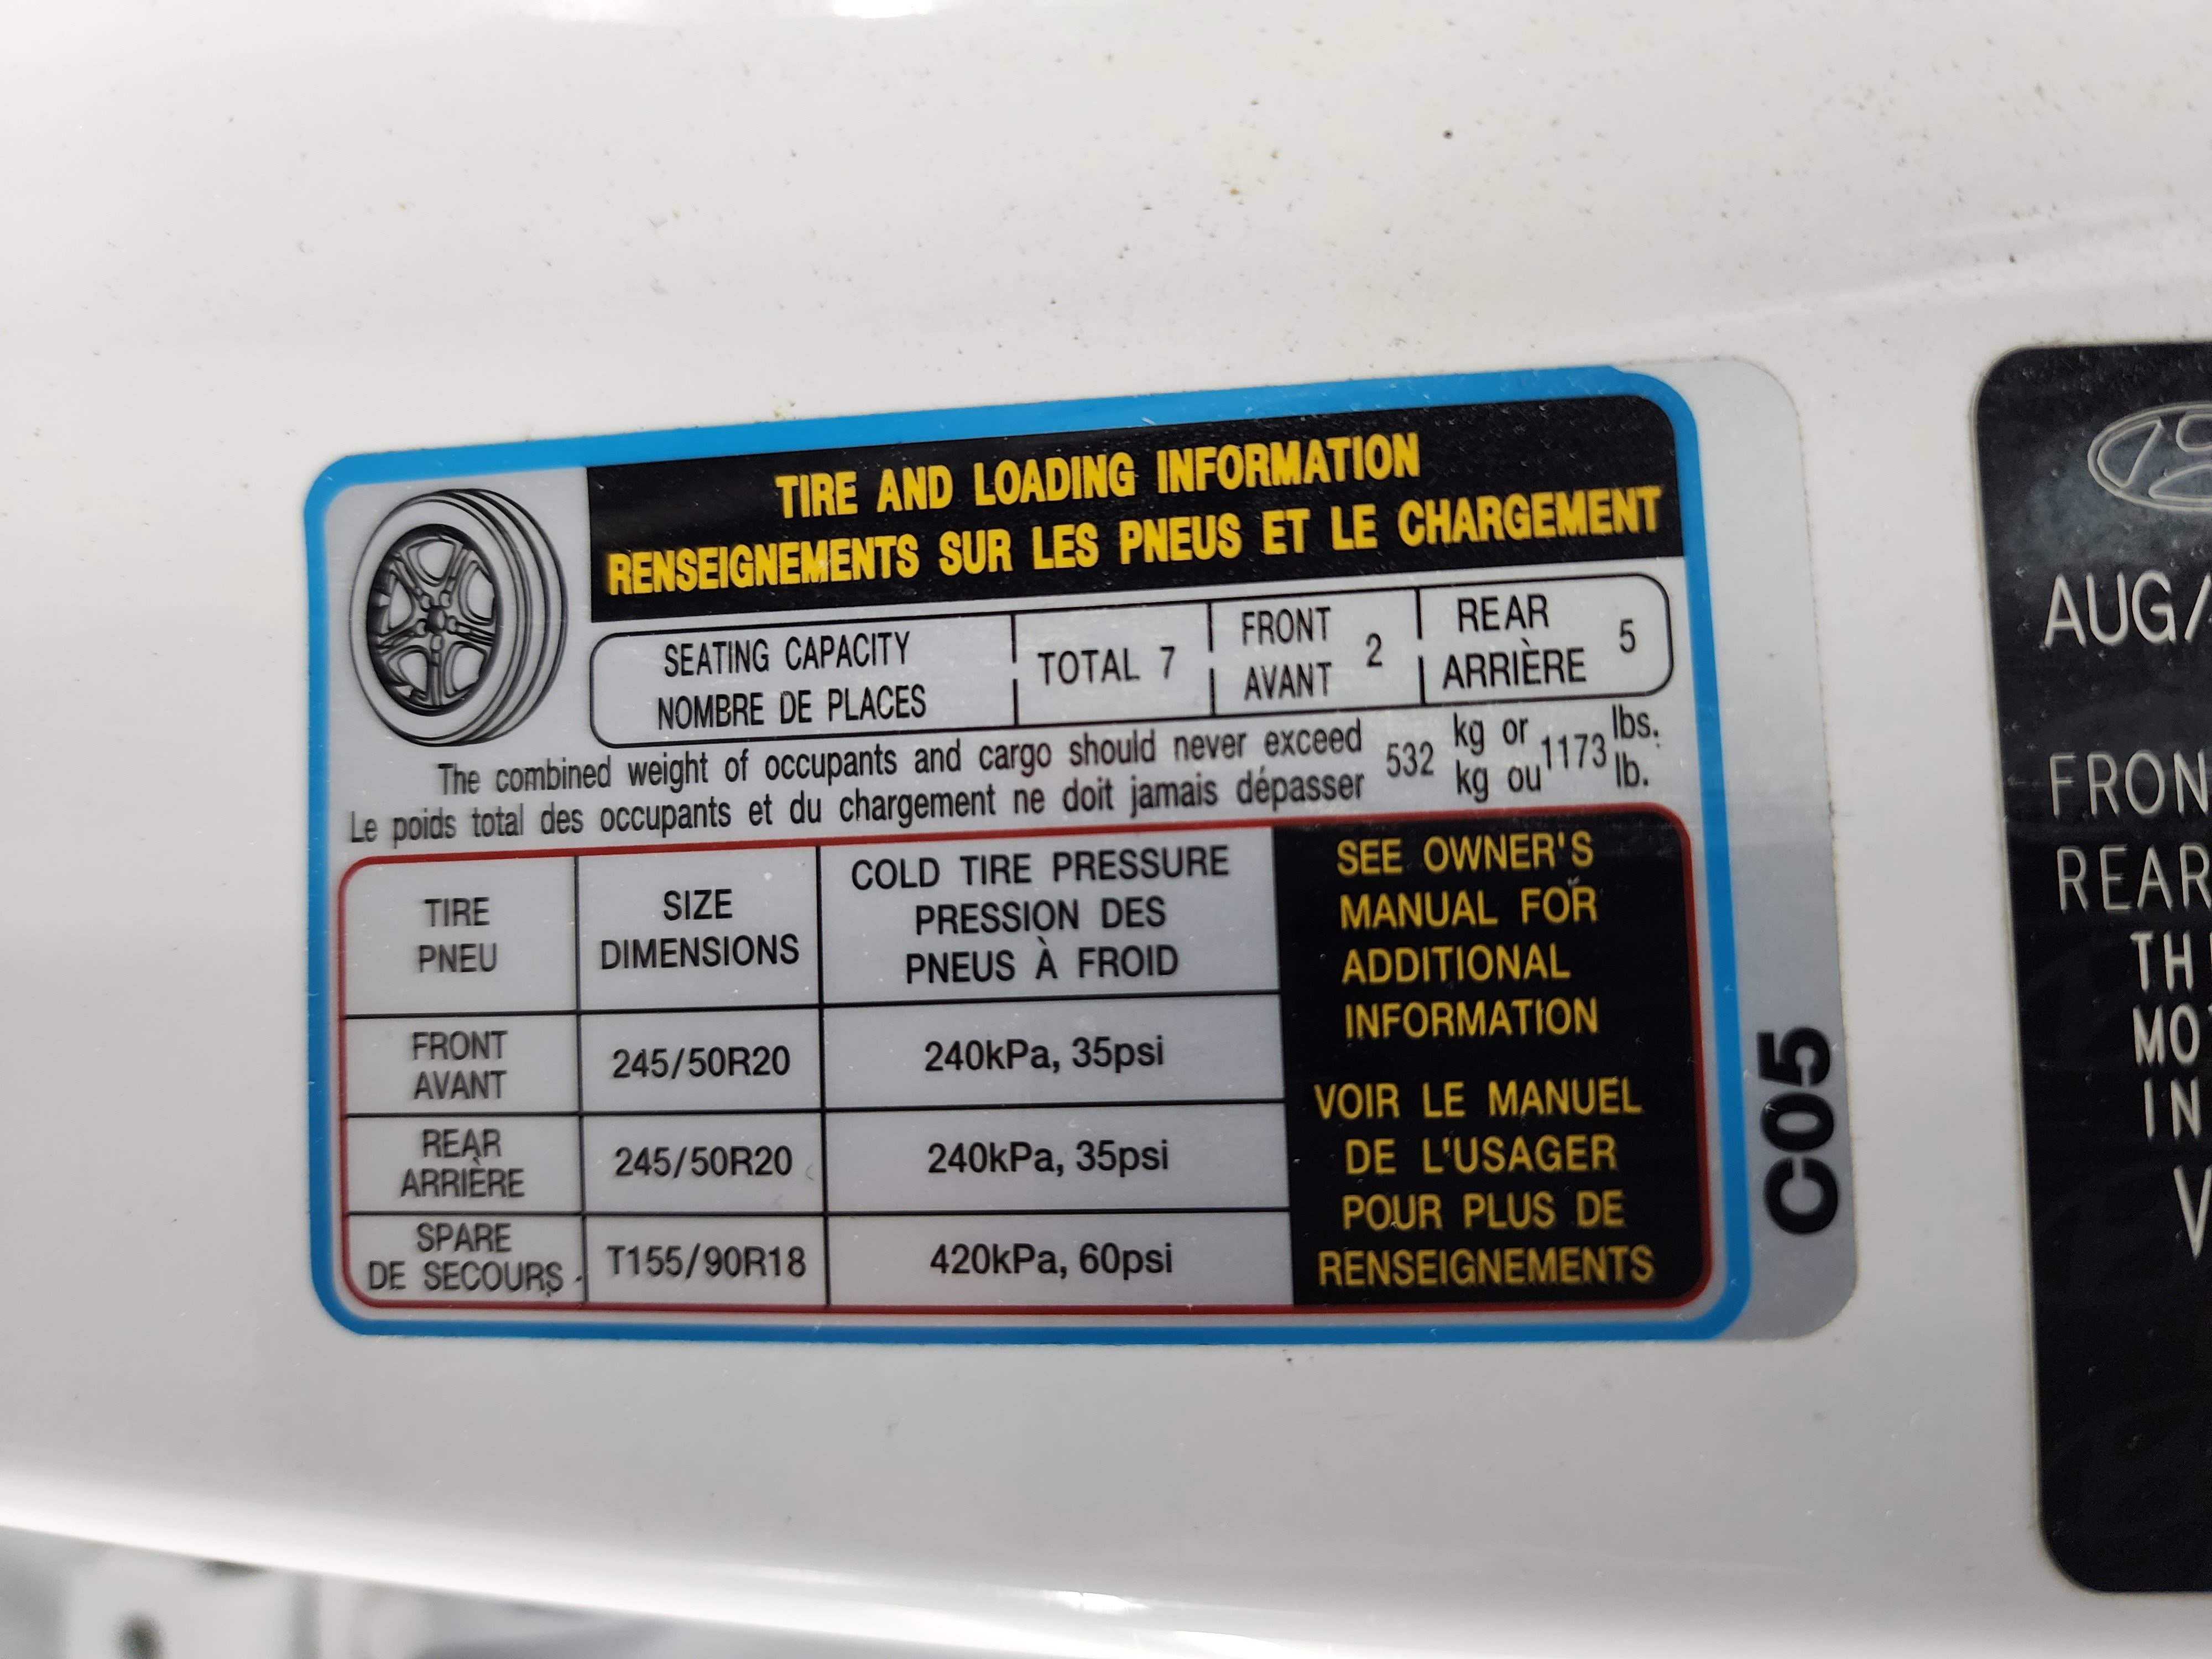 TIRE AND LOADING INFORMATION
RENSEIGNEMENTS SUR LES PNEUS ET LE CHARGEMENT
SEATING CAPACITY
NOMBRE DE PLACES
TOTAL 7
FRONT
AVANT
2
REAR
ARRIÈRE
5
The combined weight of occupants and cargo should never exceed 532 kg or 1173 lbs.
Le poids total des occupants et du chargement ne doit jamais dépasser kg ou lb.
TIRE
PNEU
SIZE
DIMENSIONS
COLD TIRE PRESSURE
PRESSION DES
PNEUS À FROID
FRONT
AVANT
245/50R20
240kPa, 35psi
REAR
ARRIÈRE
245/50R20
240kPa, 35psi
SPARE
DE SECOURS
T155/90R18
420kPa, 60psi
SEE OWNER'S
MANUAL FOR
ADDITIONAL
INFORMATION
VOIR LE MANUEL
DE L'USAGER
POUR PLUS DE
RENSEIGNEMENTS
C05
AUG/
FRON
REAR
TH
MO
IN
V